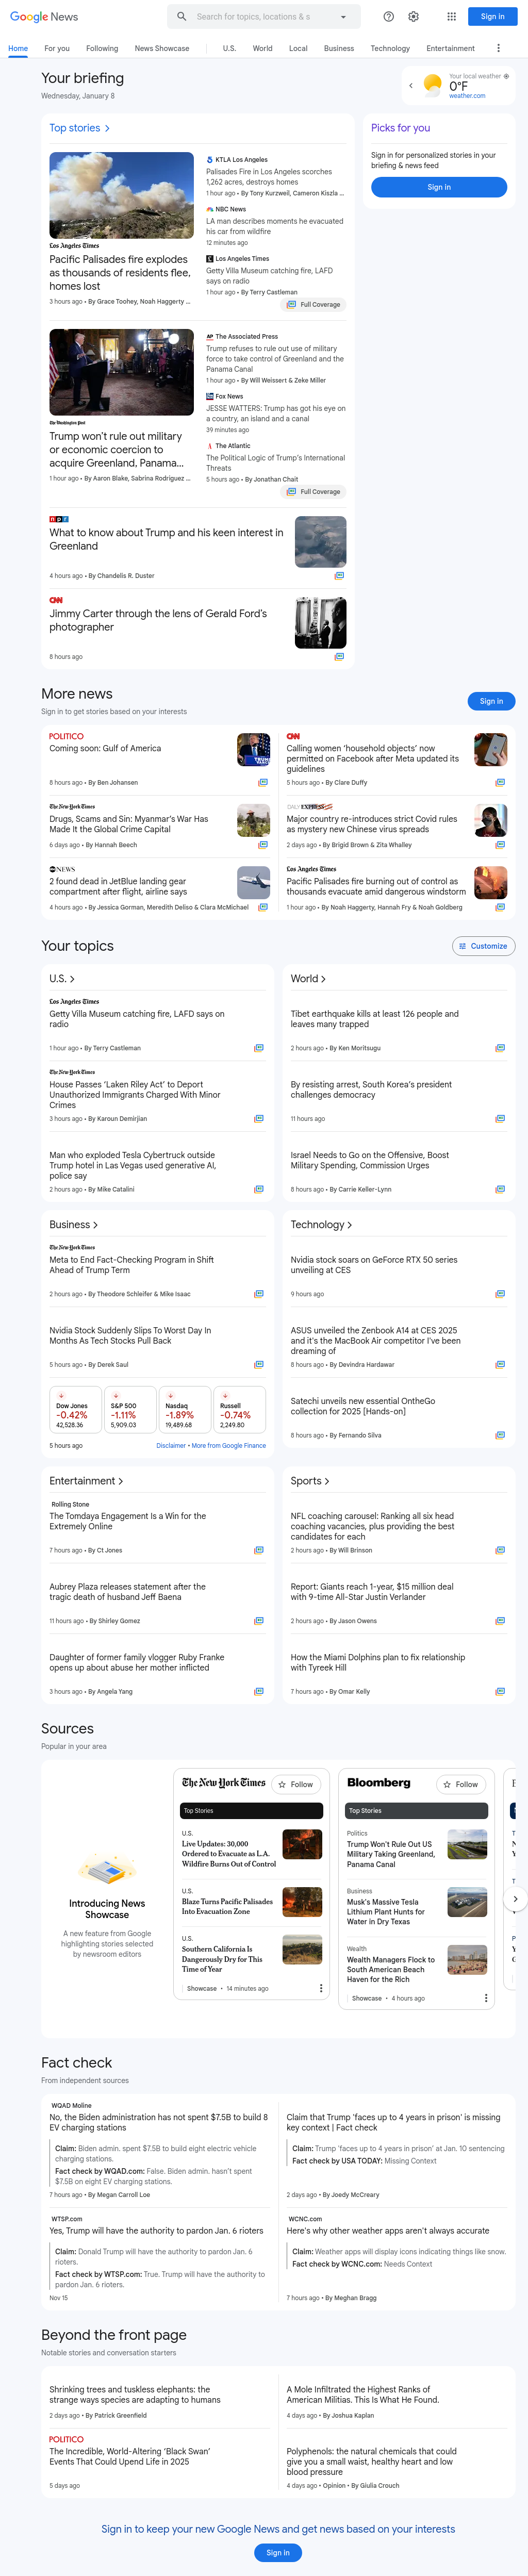 Google News
Search for topics, locations & s
Sign in
Home
For you
Following
News Showcase
U.S.
World
Local
Business
Technology
Entertainment
Your briefing
Wednesday, January 8
Your local weather
0°F
weather.com
Top stories
Los Angeles Times
Pacific Palisades fire explodes
as thousands of residents flee,
homes lost
3 hours ago • By Grace Toohey, Noah Haggerty ...
KTLA Los Angeles
Palisades Fire in Los Angeles scorches
1,262 acres, destroys homes
1 hour ago • By Tony Kurzweil, Cameron Kiszla ...
NBC News
LA man describes moments he evacuated
his car from wildfire
12 minutes ago
Los Angeles Times
Getty Villa Museum catching fire, LAFD
says on radio
1 hour ago • By Terry Castleman
Full Coverage
The Washington Post
Trump won't rule out military
or economic coercion to
acquire Greenland, Panama...
1 hour ago • By Aaron Blake, Sabrina Rodriguez ...
AP
The Associated Press
Trump refuses to rule out use of military
force to take control of Greenland and the
Panama Canal
1 hour ago • By Will Weissert & Zeke Miller
Fox News
JESSE WATTERS: Trump has got his eye on
a country, an island and a canal
39 minutes ago
The Atlantic
The Political Logic of Trump's International
Threats
5 hours ago • By Jonathan Chait
Full Coverage
npr
What to know about Trump and his keen interest in
Greenland
4 hours ago • By Chandelis R. Duster
CNN
Jimmy Carter through the lens of Gerald Ford's
photographer
8 hours ago
Picks for you
Sign in for personalized stories in your
briefing & news feed
Sign in
More news
Sign in to get stories based on your interests
Sign in
POLITICO
Coming soon: Gulf of America
8 hours ago • By Ben Johansen
CNN
Calling women 'household objects' now
permitted on Facebook after Meta updated its
guidelines
5 hours ago • By Clare Duffy
The New York Times
Drugs, Scams and Sin: Myanmar's War Has
Made It the Global Crime Capital
6 days ago • By Hannah Beech
DAILY EXPRESS
Major country re-introduces strict Covid rules
as mystery new Chinese virus spreads
2 days ago • By Brigid Brown & Zita Whalley
abc NEWS
2 found dead in JetBlue landing gear
compartment after flight, airline says
4 hours ago • By Jessica Gorman, Meredith Deliso & Clara McMichael
Los Angeles Times
Pacific Palisades fire burning out of control as
thousands evacuate amid dangerous windstorm
1 hour ago • By Noah Haggerty, Hannah Fry & Noah Goldberg
Your topics
Customize
U.S.
Los Angeles Times
Getty Villa Museum catching fire, LAFD says on
radio
1 hour ago • By Terry Castleman
The New York Times
House Passes 'Laken Riley Act' to Deport
Unauthorized Immigrants Charged With Minor
Crimes
3 hours ago • By Karoun Demirjian
Man who exploded Tesla Cybertruck outside
Trump hotel in Las Vegas used generative AI,
police say
2 hours ago • By Mike Catalini
World
Tibet earthquake kills at least 126 people and
leaves many trapped
2 hours ago • By Ken Moritsugu
By resisting arrest, South Korea's president
challenges democracy
11 hours ago
Israel Needs to Go on the Offensive, Boost
Military Spending, Commission Urges
8 hours ago • By Carrie Keller-Lynn
Business
The New York Times
Meta to End Fact-Checking Program in Shift
Ahead of Trump Term
2 hours ago • By Theodore Schleifer & Mike Isaac
Nvidia Stock Suddenly Slips To Worst Day In
Months As Tech Stocks Pull Back
5 hours ago • By Derek Saul
Dow Jones
-0.42%
42,528.36
S&P 500
-1.11%
5,909.03
Nasdaq
-1.89%
19,489.68
Russell
-0.74%
2,249.80
5 hours ago
Disclaimer • More from Google Finance
Technology
Nvidia stock soars on GeForce RTX 50 series
unveiling at CES
9 hours ago
ASUS unveiled the Zenbook A14 at CES 2025
and it's the MacBook Air competitor I've been
dreaming of
8 hours ago • By Devindra Hardawar
Satechi unveils new essential OntheGo
collection for 2025 [Hands-on]
8 hours ago • By Fernando Silva
Entertainment
Rolling Stone
The Tomdaya Engagement Is a Win for the
Extremely Online
7 hours ago • By Ct Jones
Aubrey Plaza releases statement after the
tragic death of husband Jeff Baena
11 hours ago • By Shirley Gomez
Daughter of former family vlogger Ruby Franke
opens up about abuse her mother inflicted
3 hours ago • By Angela Yang
Sports
NFL coaching carousel: Ranking all six head
coaching vacancies, plus providing the best
candidates for each
2 hours ago • By Will Brinson
Report: Giants reach 1-year, $15 million deal
with 9-time All-Star Justin Verlander
2 hours ago • By Jason Owens
How the Miami Dolphins plan to fix relationship
with Tyreek Hill
7 hours ago • By Omar Kelly
Sources
Popular in your area
Introducing News
Showcase
A new feature from Google
highlighting stories selected
by newsroom editors
The New York Times
Follow
Top Stories
U.S.
Live Updates: 30,000
Ordered to Evacuate as L.A.
Wildfire Burns Out of Control
U.S.
Blaze Turns Pacific Palisades
Into Evacuation Zone
U.S.
Southern California Is
Dangerously Dry for This
Time of Year
Showcase • 14 minutes ago
Bloomberg
Follow
Top Stories
Politics
Trump Won't Rule Out US
Military Taking Greenland,
Panama Canal
Business
Musk's Massive Tesla
Lithium Plant Hunts for
Water in Dry Texas
Wealth
Wealth Managers Flock to
South American Beach
Haven for the Rich
Showcase • 4 hours ago
Fact check
From independent sources
WQAD Moline
No, the Biden administration has not spent $7.5B to build 8
EV charging stations
Claim: Biden admin. spent $7.5B to build eight electric vehicle
charging stations.
Fact check by WQAD.com: False. Biden admin. hasn't spent
$7.5B on eight EV charging stations.
7 hours ago • By Megan Carroll Loe
Claim that Trump 'faces up to 4 years in prison' is missing
key context | Fact check
Claim: Trump 'faces up to 4 years in prison' at Jan. 10 sentencing
Fact check by USA TODAY: Missing Context
2 days ago • By Joedy McCreary
WTSP.com
Yes, Trump will have the authority to pardon Jan. 6 rioters
Claim: Donald Trump will have the authority to pardon Jan. 6
rioters.
Fact check by WTSP.com: True. Trump will have the authority to
pardon Jan. 6 rioters.
Nov 15
WCNC.com
Here's why other weather apps aren't always accurate
Claim: Weather apps will display icons indicating things like snow.
Fact check by WCNC.com: Needs Context
7 hours ago • By Meghan Bragg
Beyond the front page
Notable stories and conversation starters
Shrinking trees and tuskless elephants: the
strange ways species are adapting to humans
2 days ago • By Patrick Greenfield
A Mole Infiltrated the Highest Ranks of
American Militias. This Is What He Found.
4 days ago • By Joshua Kaplan
POLITICO
The Incredible, World-Altering 'Black Swan'
Events That Could Upend Life in 2025
5 days ago
Polyphenols: the natural chemicals that could
give you a small waist, healthy heart and low
blood pressure
4 days ago • Opinion • By Giulia Crouch
Sign in to keep your new Google News and get news based on your interests
Sign in